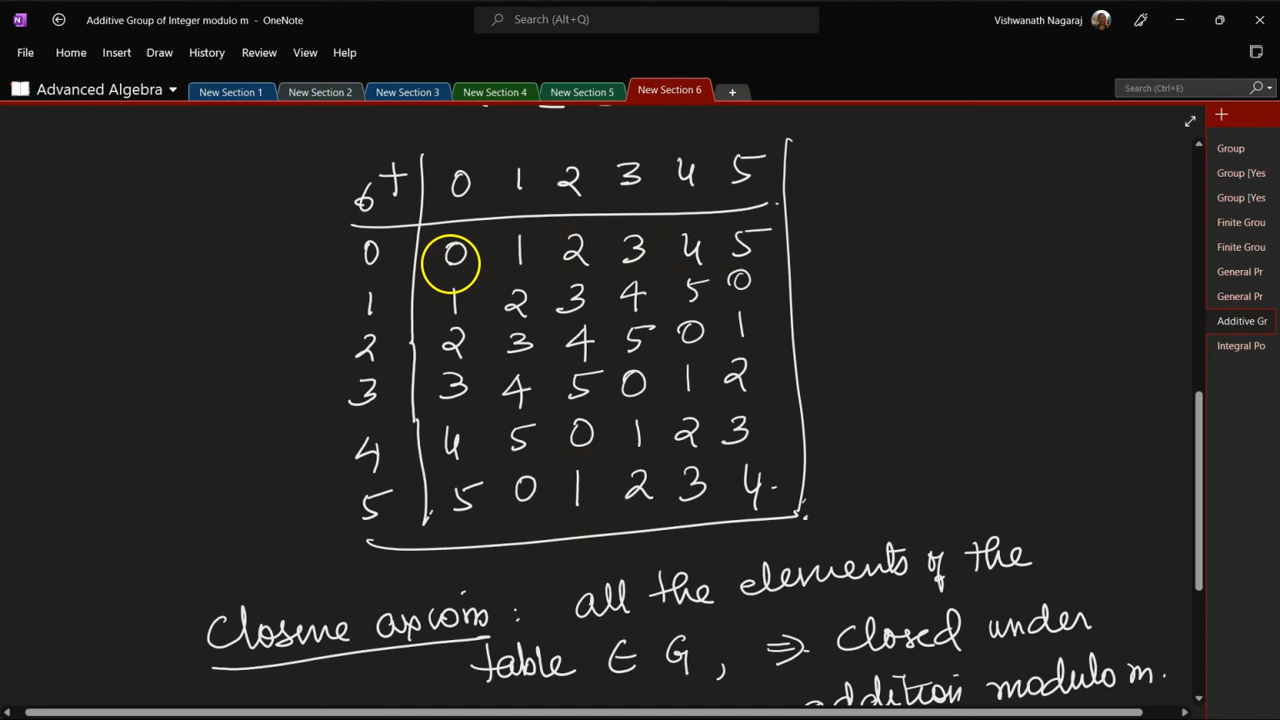 Additive Group of Integer modulo m - OneNote
Search (Alt+Q)
Vishwanath Nagaraj
File Home Insert Draw History Review View Help
Advanced Algebra
New Section 1 New Section 2 New Section 3 New Section 4 New Section 5 New Section 6 +
Search (Ctrl+E)
6+ 0 1 2 3 4 5
0 0 1 2 3 4 5
1 1 2 3 4 5 0
2 2 3 4 5 0 1
3 3 4 5 0 1 2
4 4 5 0 1 2 3
5 5 0 1 2 3 4.
Closure axiom : all the elements of the
table ∈ G, ⇒ closed under
addition modulo m.
+
Group
Group [Yes
Group [Yes
Finite Grou
Finite Grou
General Pr
General Pr
Additive Gr
Integral Po